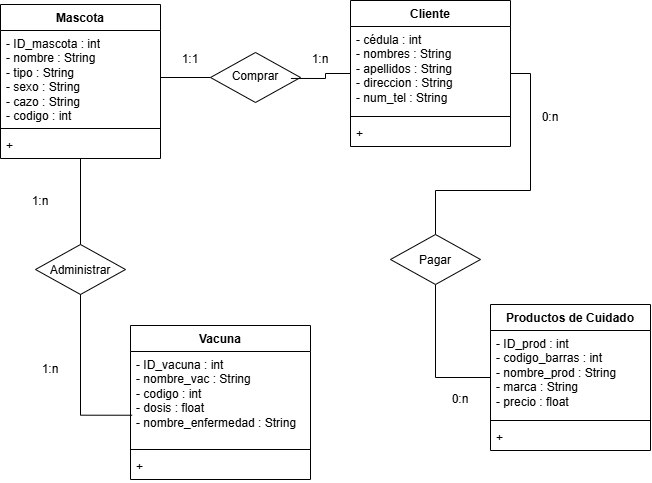 Mascota
- ID_mascota : int
- nombre : String
- tipo : String
- sexo : String
- cazo : String
- codigo : int
+
1:1
Comprar
1:n
Cliente
- cédula : int
- nombres : String
- apellidos : String
- direccion : String
- num_tel : String
+
0:n
1:n
Administrar
1:n
Pagar
0:n
Vacuna
- ID_vacuna : int
- nombre_vac : String
- codigo : int
- dosis : float
- nombre_enfermedad : String
+
Productos de Cuidado
- ID_prod : int
- codigo_barras : int
- nombre_prod : String
- marca : String
- precio : float
+